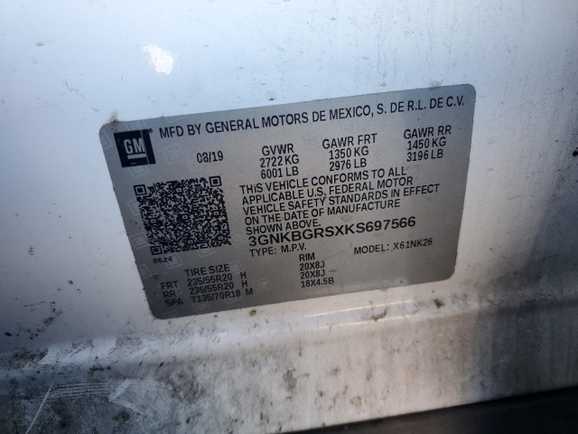 GM
MFD BY GENERAL MOTORS DE MEXICO, S. DE R.L. DE C.V.
08/19 GVWR GAWR FRT GAWR RR
2722 KG 1350 KG 1450 KG
6001 LB 2976 LB 3196 LB
THIS VEHICLE CONFORMS TO ALL
APPLICABLE U.S. FEDERAL MOTOR
VEHICLE SAFETY STANDARDS IN EFFECT
ON THE DATE OF MANUFACTURE SHOWN ABOVE.
3GNKBGRSXKS697566
TYPE: M.P.V. MODEL: X61NK26
TIRE SIZE RIM
FRT 235/55R20 H 20X8J
RR 235/55R20 H 20X8J
SPA T135/70R18 M 18X4.5B